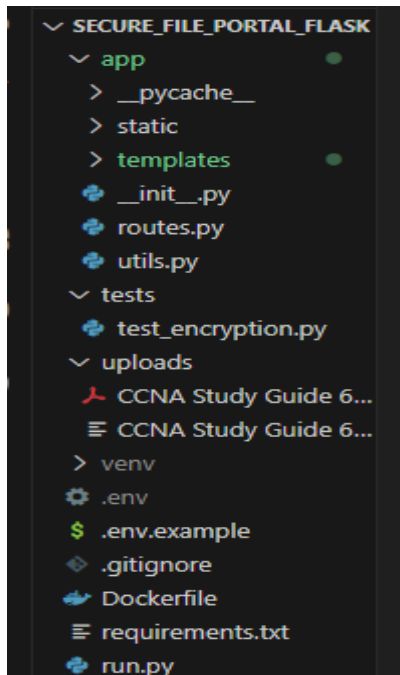 SECURE_FILE_PORTAL_FLASK
app
__pycache__
static
templates
__init__.py
routes.py
utils.py
tests
test_encryption.py
uploads
CCNA Study Guide 6...
CCNA Study Guide 6...
venv
.env
$ .env.example
.gitignore
Dockerfile
requirements.txt
run.py